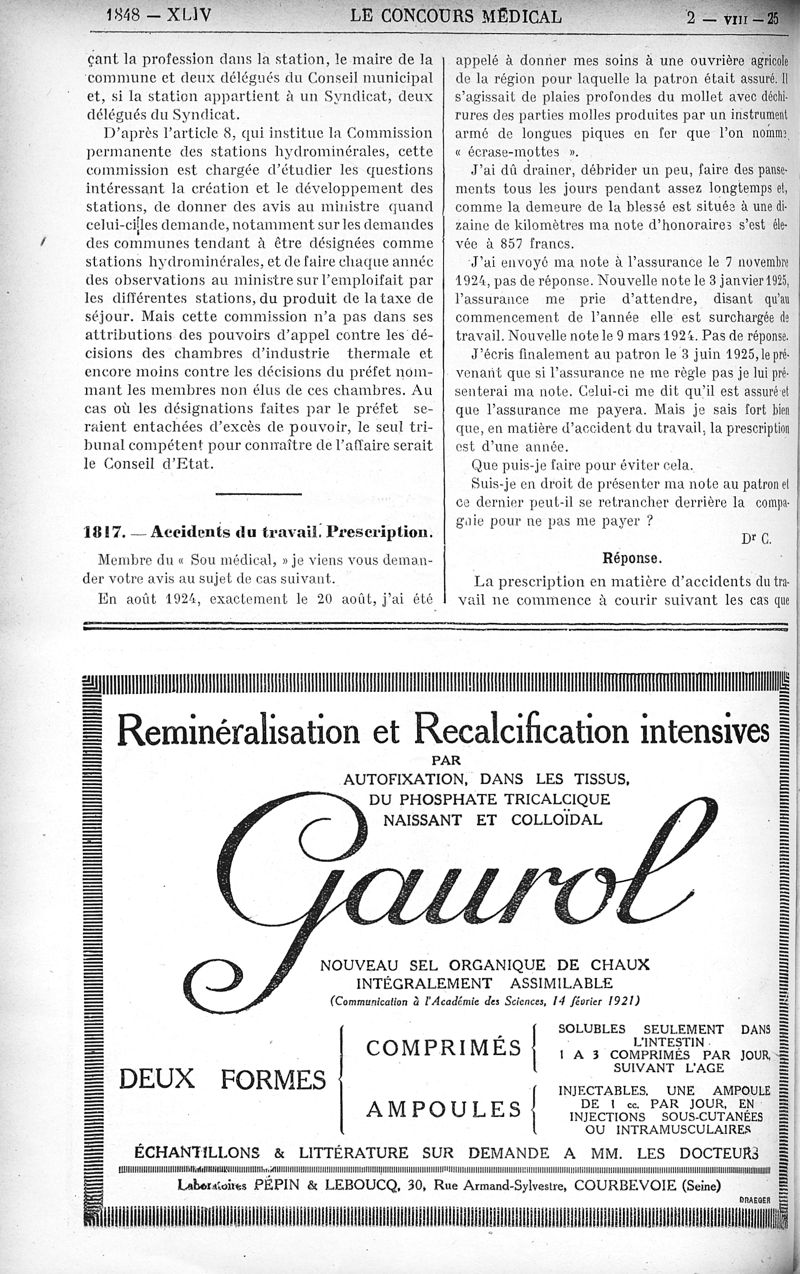 1848 — XLIV
LE CONCOURS MÉDICAL
2 — VIII — 25
çant la profession dans la station, le maire de la
commune et deux délégués du Conseil municipal
et, si la station appartient à un Syndicat, deux
délégués du Syndicat.
D'après l'article 8, qui institue la Commission
permanente des stations hydrominérales, cette
commission est chargée d'étudier les questions
intéressant la création et le développement des
stations, de donner des avis au ministre quand
celui-ci les demande, notamment sur les demandes
des communes tendant à être désignées comme
stations hydrominérales, et de faire chaque année
des observations au ministre sur l'emploi fait par
les différentes stations, du produit de la taxe de
séjour. Mais cette commission n'a pas dans ses
attributions des pouvoirs d'appel contre les dé-
cisions des chambres d'industrie thermale et
encore moins contre les décisions du préfet nom-
mant les membres non élus de ces chambres. Au
cas où les désignations faites par le préfet se-
raient entachées d'excès de pouvoir, le seul tri-
bunal compétent pour connaître de l'affaire serait
le Conseil d'Etat.
1817. — Accidents du travail. Prescription.
Membre du « Sou médical, » je viens vous deman-
der votre avis au sujet de cas suivant.
En août 1924, exactement le 20 août, j'ai été
appelé à donner mes soins à une ouvrière agricole
de la région pour laquelle la patron était assuré. Il
s'agissait de plaies profondes du mollet avec déchi-
rures des parties molles produites par un instrument
armé de longues piques en fer que l'on nomme
« écrase-mottes ».
J'ai dû drainer, débrider un peu, faire des panse-
ments tous les jours pendant assez longtemps et,
comme la demeure de la blessé est située à une di-
zaine de kilomètres ma note d'honoraires s'est éle-
vée à 857 francs.
J'ai envoyé ma note à l'assurance le 7 novembre
1924, pas de réponse. Nouvelle note le 3 janvier 1925,
l'assurance me prie d'attendre, disant qu'au
commencement de l'année elle est surchargée de
travail. Nouvelle note le 9 mars 1924. Pas de réponse.
J'écris finalement au patron le 3 juin 1925, le pré-
venant que si l'assurance ne me règle pas je lui pré-
senterai ma note. Celui-ci me dit qu'il est assuré et
que l'assurance me payera. Mais je sais fort bien
que, en matière d'accident du travail, la prescription
est d'une année.
Que puis-je faire pour éviter cela.
Suis-je en droit de présenter ma note au patron et
ce dernier peut-il se retrancher derrière la compa-
gnie pour ne pas me payer ?
Dr C.
Réponse.
La prescription en matière d'accidents du tra-
vail ne commence à courir suivant les cas que
Reminéralisation et Recalcification intensives
PAR
AUTOFIXATION, DANS LES TISSUS,
DU PHOSPHATE TRICALCIQUE
NAISSANT ET COLLOÏDAL
Gaurol
NOUVEAU SEL ORGANIQUE DE CHAUX
INTÉGRALEMENT ASSIMILABLE
(Communication à l'Académie des Sciences, 14 février 1921)
DEUX FORMES
COMPRIMÉS
SOLUBLES SEULEMENT DANS
L'INTESTIN
1 A 3 COMPRIMÉS PAR JOUR,
SUIVANT L'AGE
AMPOULES
INJECTABLES, UNE AMPOULE
DE 1 cc. PAR JOUR, EN
INJECTIONS SOUS-CUTANÉES
OU INTRAMUSCULAIRES
ÉCHANTILLONS & LITTÉRATURE SUR DEMANDE A MM. LES DOCTEURS
Laboratoires PÉPIN & LEBOUCQ, 30, Rue Armand-Sylvestre, COURBEVOIE (Seine)
DRAEGER